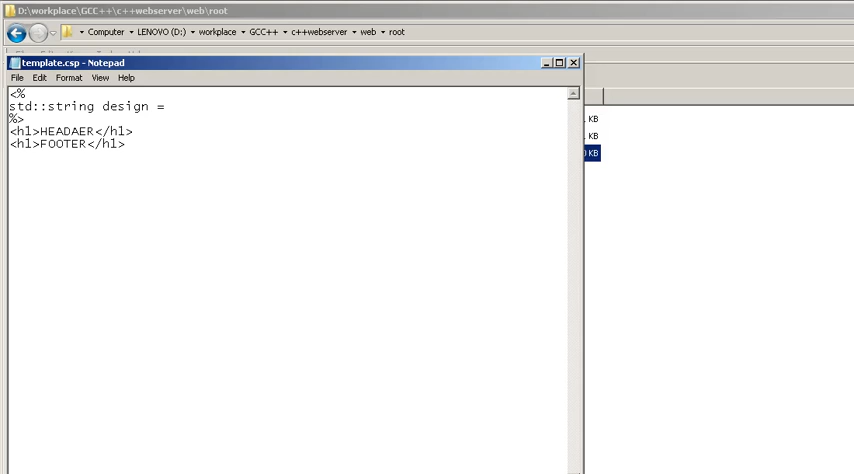 D:\workplace\GCC++\c++webserver\web\root
Computer LENOVO (D:) workplace GCC++ c++webserver web root
template.csp - Notepad
File Edit Format View Help
<%
std::string design =
%>
<h1>HEADAER</h1>
<h1>FOOTER</h1>
KB
KB
KB